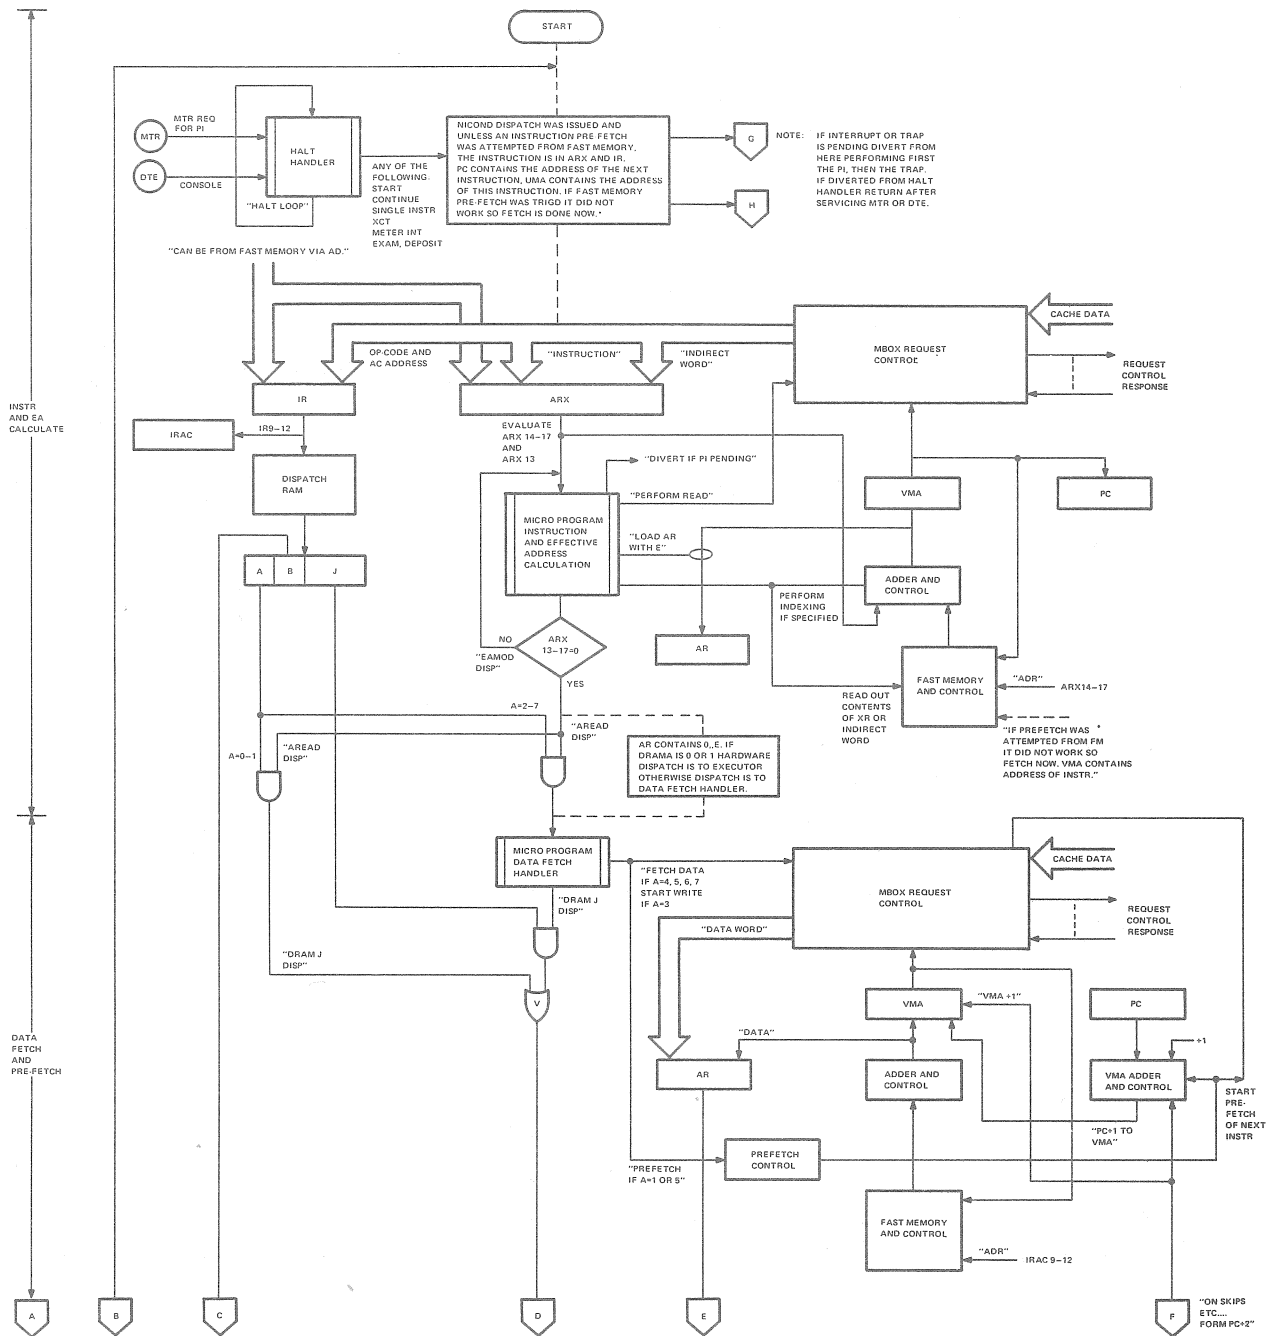 START
MTR REQ
FOR PI
MTR
DTE
CONSOLE
HALT
HANDLER
"HALT LOOP"
ANY OF THE
FOLLOWING.
START
CONTINUE
SINGLE INSTR
XCT
METER INT
EXAM, DEPOSIT
NICOND DISPATCH WAS ISSUED AND
UNLESS AN INSTRUCTION PRE FETCH
WAS ATTEMPTED FROM FAST MEMORY.
THE INSTRUCTION IS IN ARX AND IR.
PC CONTAINS THE ADDRESS OF THE NEXT
INSTRUCTION, UMA CONTAINS THE ADDRESS
OF THIS INSTRUCTION. IF FAST MEMORY
PRE-FETCH WAS TRIGD IT DID NOT
WORK SO FETCH IS DONE NOW.*
G
H
NOTE:
IF INTERRUPT OR TRAP
IS PENDING DIVERT FROM
HERE PERFORMING FIRST
THE PI, THEN THE TRAP.
IF DIVERTED FROM HALT
HANDLER RETURN AFTER
SERVICING MTR OR DTE.
"CAN BE FROM FAST MEMORY VIA AD."
OP-CODE AND
AC ADDRESS
"INSTRUCTION"
"INDIRECT
WORD"
MBOX REQUEST
CONTROL
CACHE DATA
REQUEST
CONTROL
RESPONSE
INSTR
AND EA
CALCULATE
IR
ARX
IRAC
IR9-12
DISPATCH
RAM
EVALUATE
ARX 14-17
AND
ARX 13
"DIVERT IF PI PENDING"
"PERFORM READ"
VMA
PC
MICRO PROGRAM
INSTRUCTION
AND EFFECTIVE
ADDRESS
CALCULATION
"LOAD AR
WITH E"
A
B
J
ADDER AND
CONTROL
PERFORM
INDEXING
IF SPECIFIED
AR
NO
"EAMOD
DISP"
ARX
13-17=0
YES
FAST MEMORY
AND CONTROL
"ADR"
ARX14-17
READ OUT
CONTENTS
OF XR OR
INDIRECT
WORD
"IF PREFETCH WAS
ATTEMPTED FROM FM
IT DID NOT WORK SO
FETCH NOW. VMA CONTAINS
ADDRESS OF INSTR."
A=2-7
"AREAD
DISP"
A=0-1
"AREAD
DISP"
AR CONTAINS 0,,E. IF
DRAMA IS 0 OR 1 HARDWARE
DISPATCH IS TO EXECUTOR
OTHERWISE DISPATCH IS TO
DATA FETCH HANDLER.
MICRO PROGRAM
DATA FETCH
HANDLER
"FETCH DATA
IF A=4, 5, 6, 7
START WRITE
IF A=3
"DRAM J
DISP"
"DATA WORD"
MBOX REQUEST
CONTROL
CACHE DATA
REQUEST
CONTROL
RESPONSE
"DRAM J
DISP"
V
VMA
"VMA +1"
PC
"DATA"
+1
DATA
FETCH
AND
PRE-FETCH
AR
ADDER AND
CONTROL
VMA ADDER
AND CONTROL
START
PRE-
FETCH
OF NEXT
INSTR
"PC+1 TO
VMA"
PREFETCH
CONTROL
"PREFETCH
IF A=1 OR 5"
FAST MEMORY
AND CONTROL
"ADR"
IRAC 9-12
A
B
C
D
E
F
"ON SKIPS
ETC....
FORM PC+2"